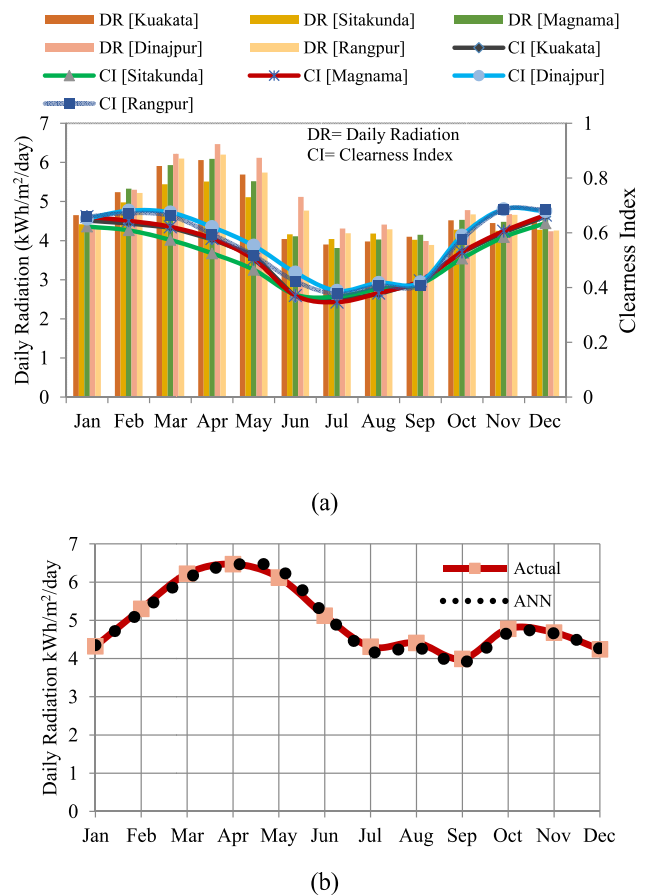 DR [Kuakata] DR [Sitakunda] DR [Magnama]
DR [Dinajpur] DR [Rangpur] CI [Kuakata]
CI [Sitakunda] CI [Magnama] CI [Dinajpur]
CI [Rangpur]
DR= Daily Radiation
CI= Clearness Index
Daily Radiation (kWh/m²/day)
7
6
5
4
3
2
1
0
1
0.8
0.6
0.4
0.2
0
Clearness Index
Jan Feb Mar Apr May Jun Jul Aug Sep Oct Nov Dec
(a)
Daily Radiation kWh/m²/day
7
6
5
4
3
2
1
0
Actual
ANN
Jan Feb Mar Apr May Jun Jul Aug Sep Oct Nov Dec
(b)